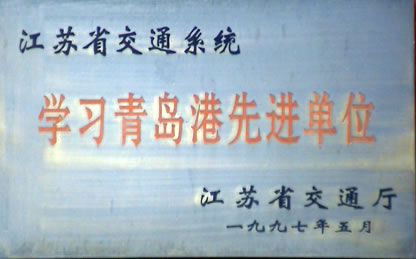 江苏省交通系统
学习青岛港先进单位
江苏省交通厅
一九九七年五月